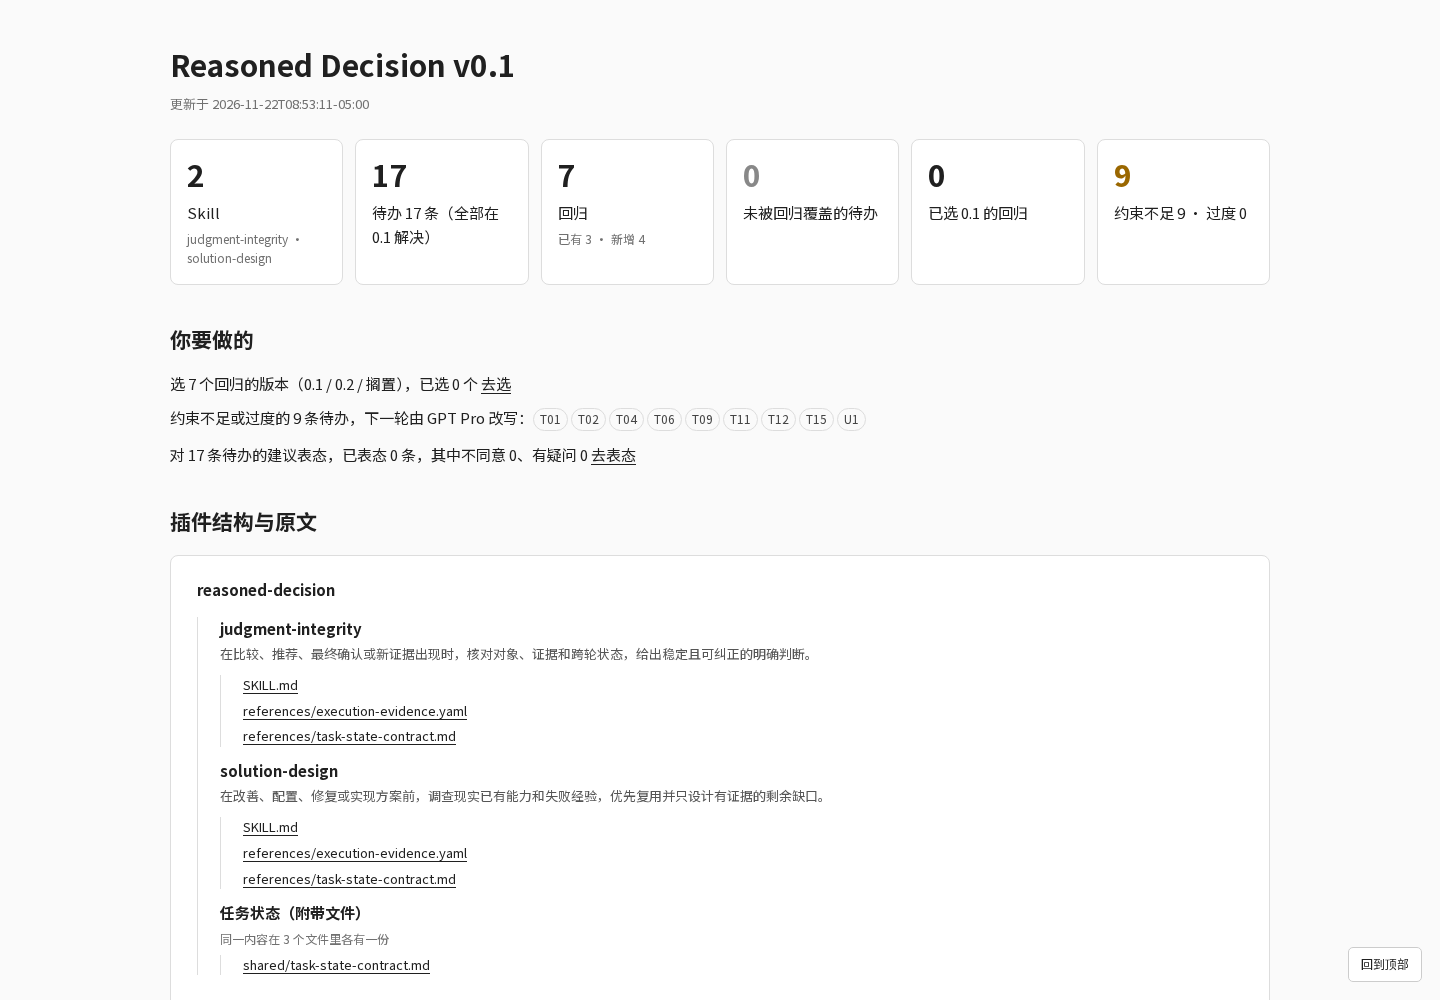 Reasoned Decision v0.1
更新于 2026-11-22T08:53:11-05:00
2
Skill
judgment-integrity ·
solution-design
17
待办 17 条（全部在
0.1 解决）
7
回归
已有 3 · 新增 4
0
未被回归覆盖的待办
0
已选 0.1 的回归
9
约束不足 9 · 过度 0
你要做的
选 7 个回归的版本（0.1 / 0.2 / 搁置），已选 0 个 去选
约束不足或过度的 9 条待办，下一轮由 GPT Pro 改写： T01 T02 T04 T06 T09 T11 T12 T15 U1
对 17 条待办的建议表态，已表态 0 条，其中不同意 0、有疑问 0 去表态
插件结构与原文
reasoned-decision
judgment-integrity
在比较、推荐、最终确认或新证据出现时，核对对象、证据和跨轮状态，给出稳定且可纠正的明确判断。
SKILL.md
references/execution-evidence.yaml
references/task-state-contract.md
solution-design
在改善、配置、修复或实现方案前，调查现实已有能力和失败经验，优先复用并只设计有证据的剩余缺口。
SKILL.md
references/execution-evidence.yaml
references/task-state-contract.md
任务状态（附带文件）
同一内容在 3 个文件里各有一份
shared/task-state-contract.md
回到顶部